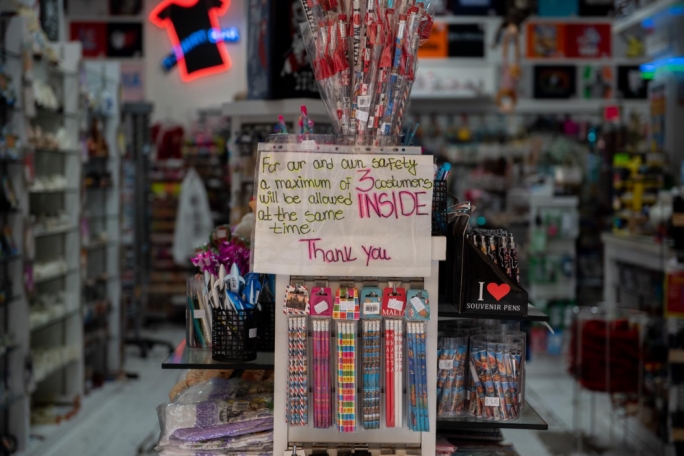 For our and own safety
a maximum of 3 costumers
will be allowed INSIDE
at the same
time.
Thank you
MALTA
I ❤
SOUVENIR PENS